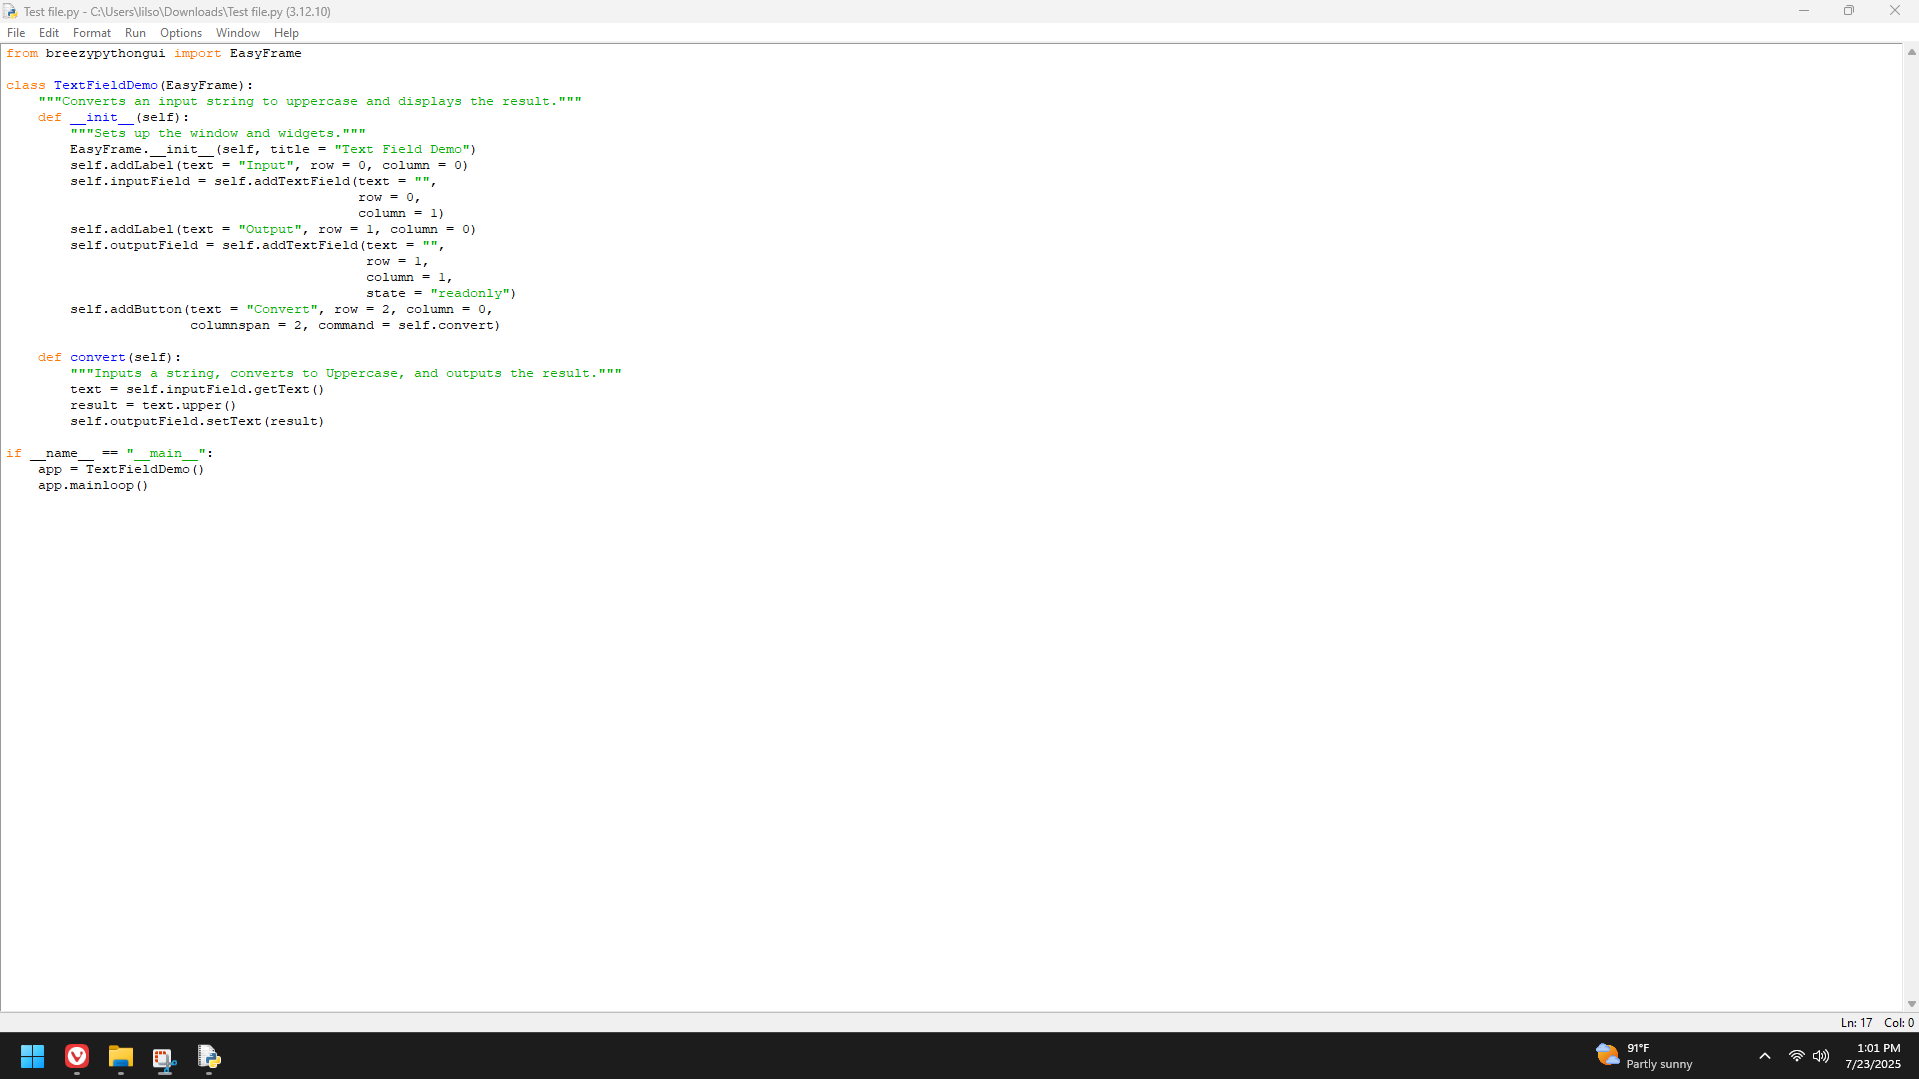 Test file.py - C:\Users\lilso\Downloads\Test file.py (3.12.10)
File Edit Format Run Options Window Help
from breezypythongui import EasyFrame

class TextFieldDemo(EasyFrame):
    """Converts an input string to uppercase and displays the result."""
    def __init__(self):
        """Sets up the window and widgets."""
        EasyFrame.__init__(self, title = "Text Field Demo")
        self.addLabel(text = "Input", row = 0, column = 0)
        self.inputField = self.addTextField(text = "",
                                            row = 0,
                                            column = 1)
        self.addLabel(text = "Output", row = 1, column = 0)
        self.outputField = self.addTextField(text = "",
                                             row = 1,
                                             column = 1,
                                             state = "readonly")
        self.addButton(text = "Convert", row = 2, column = 0,
                       columnspan = 2, command = self.convert)

    def convert(self):
        """Inputs a string, converts to Uppercase, and outputs the result."""
        text = self.inputField.getText()
        result = text.upper()
        self.outputField.setText(result)

if __name__ == "__main__":
    app = TextFieldDemo()
    app.mainloop()
Ln: 17 Col: 0
91°F
Partly sunny
1:01 PM
7/23/2025